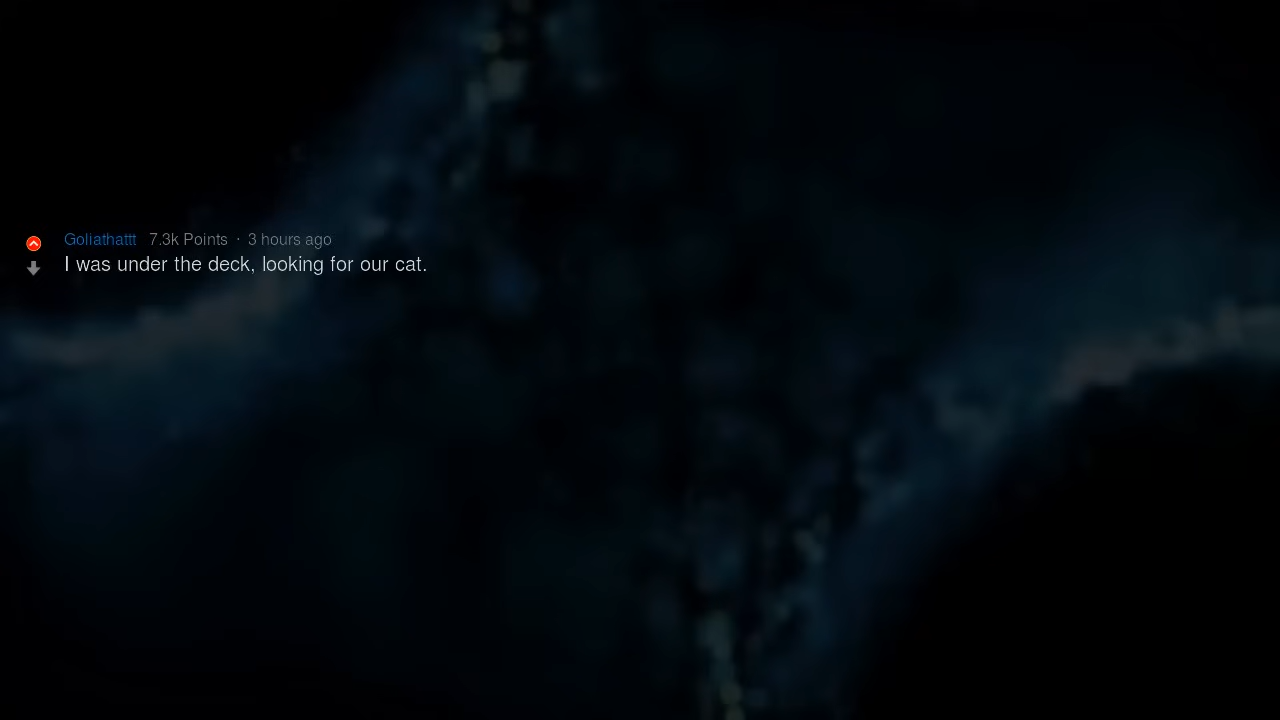 Goliathattt 7.3k Points · 3 hours ago
I was under the deck, looking for our cat.